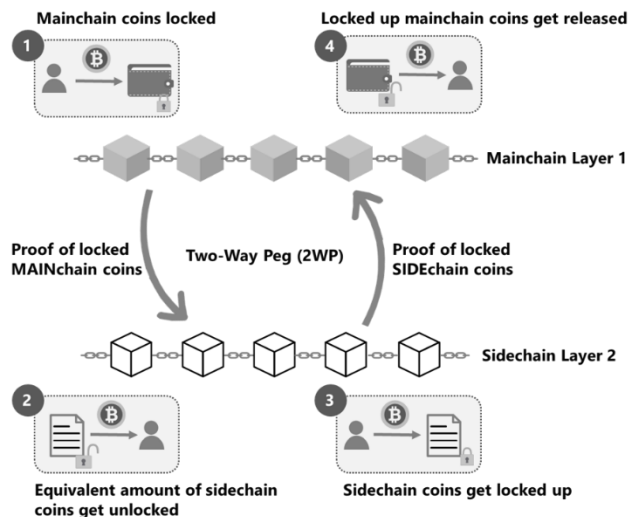 Mainchain coins locked
1
Locked up mainchain coins get released
4
Mainchain Layer 1
Proof of locked
MAINchain coins
Two-Way Peg (2WP)
Proof of locked
SIDEchain coins
Sidechain Layer 2
2
Equivalent amount of sidechain
coins get unlocked
3
Sidechain coins get locked up